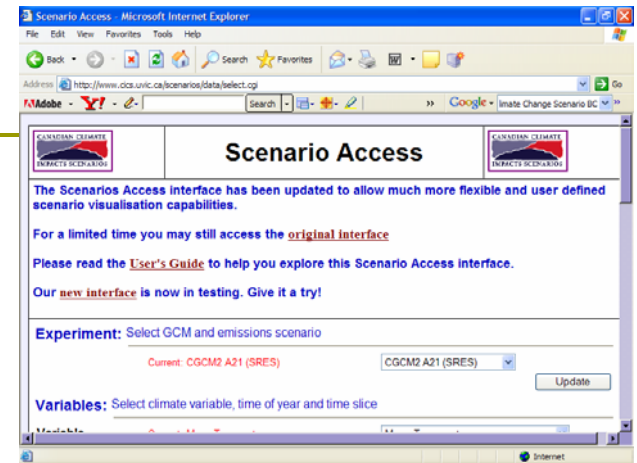 Scenario Access - Microsoft Internet Explorer
File Edit View Favorites Tools Help
Back Search Favorites
Address http://www.cics.uvic.ca/scenarios/data/select.cgi Go
Adobe Y! Search Google imate Change Scenario BC
CANADIAN CLIMATE IMPACTS SCENARIOS
Scenario Access
CANADIAN CLIMATE IMPACTS SCENARIOS
The Scenarios Access interface has been updated to allow much more flexible and user defined
scenario visualisation capabilities.
For a limited time you may still access the original interface
Please read the User's Guide to help you explore this Scenario Access interface.
Our new interface is now in testing. Give it a try!
Experiment: Select GCM and emissions scenario
Current: CGCM2 A21 (SRES) CGCM2 A21 (SRES)
Update
Variables: Select climate variable, time of year and time slice
Internet